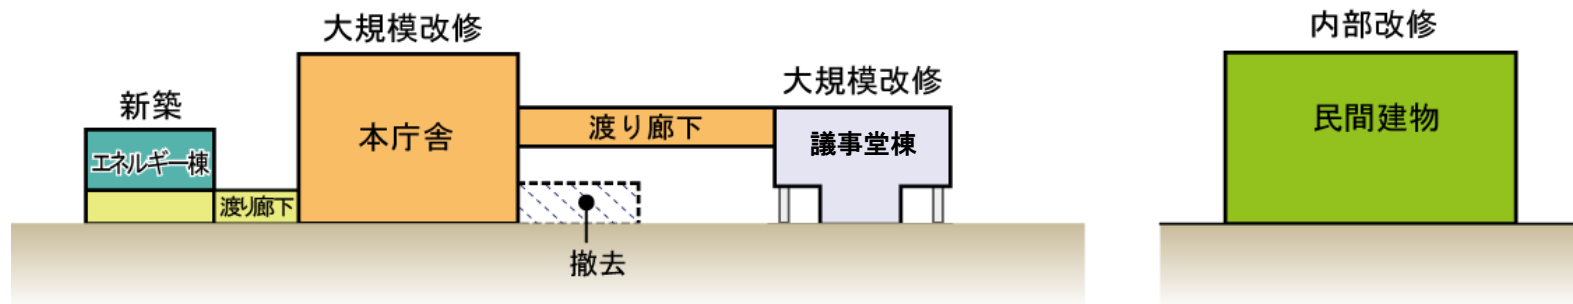 大規模改修
内部改修
新築
大規模改修
本庁舎
渡り廊下
議事堂棟
民間建物
エネルギー棟
渡り廊下
撤去